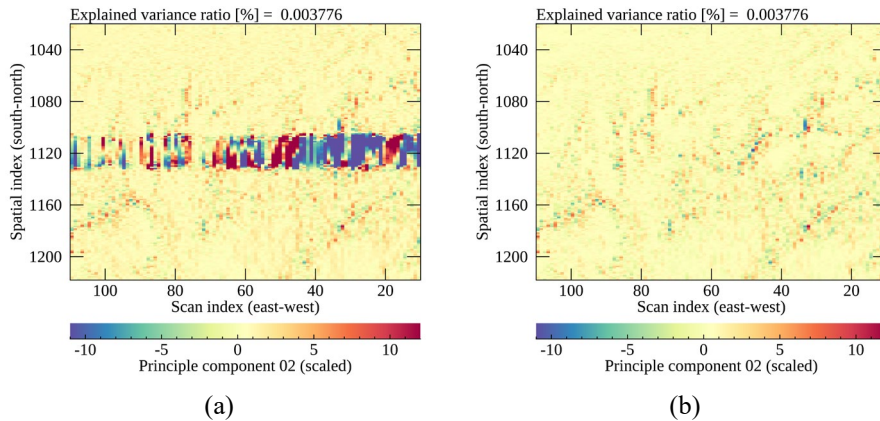 Explained variance ratio [%] = 0.003776
1040
1080
1120
1160
1200
Spatial index (south-north)
100 80 60 40 20
Scan index (east-west)
-10 -5 0 5 10
Principle component 02 (scaled)
(a)
Explained variance ratio [%] = 0.003776
1040
1080
1120
1160
1200
Spatial index (south-north)
100 80 60 40 20
Scan index (east-west)
-10 -5 0 5 10
Principle component 02 (scaled)
(b)